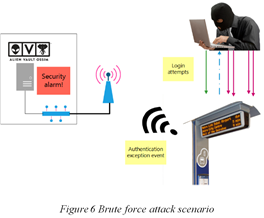 ALIEN VAULT OSSIM
Security
alarm!
Login
attempts
Authentication
exception event
Figure 6 Brute force attack scenario